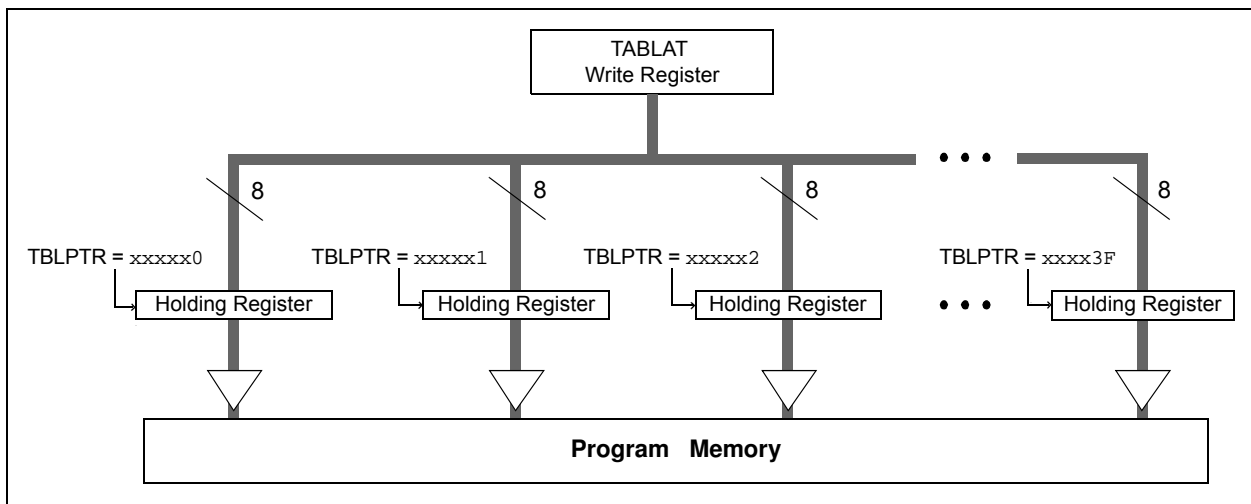 TABLAT
Write Register
8
8
8
8
TBLPTR = xxxxx0
TBLPTR = xxxxx1
TBLPTR = xxxxx2
TBLPTR = xxxx3F
Holding Register
Holding Register
Holding Register
Holding Register
Program Memory